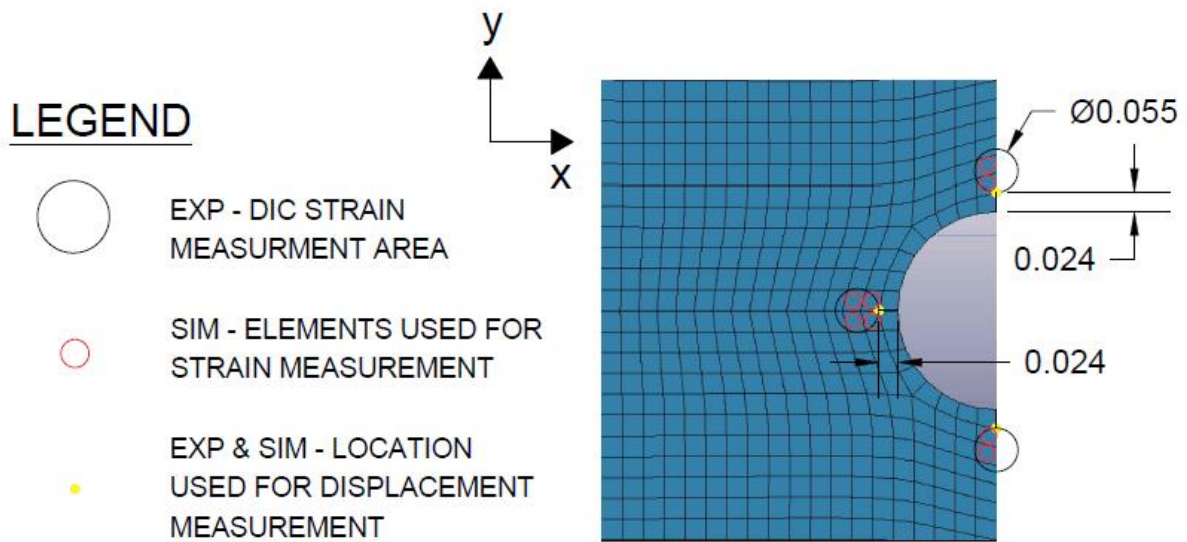 LEGEND
EXP - DIC STRAIN
MEASURMENT AREA
SIM - ELEMENTS USED FOR
STRAIN MEASUREMENT
EXP & SIM - LOCATION
USED FOR DISPLACEMENT
MEASUREMENT
y
x
Ø0.055
0.024
0.024